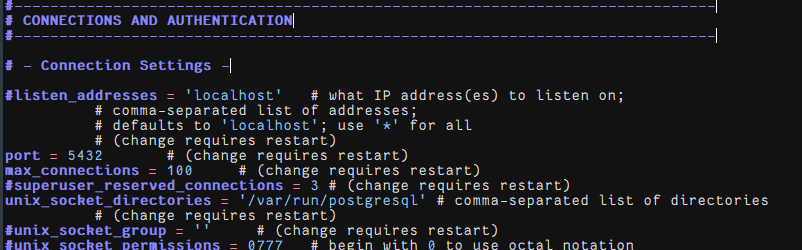 #------------------------------------------------------------------------------
# CONNECTIONS AND AUTHENTICATION
#------------------------------------------------------------------------------
# - Connection Settings -
#listen_addresses = 'localhost' # what IP address(es) to listen on;
# comma-separated list of addresses;
# defaults to 'localhost'; use '*' for all
# (change requires restart)
port = 5432 # (change requires restart)
max_connections = 100 # (change requires restart)
#superuser_reserved_connections = 3 # (change requires restart)
unix_socket_directories = '/var/run/postgresql' # comma-separated list of directories
# (change requires restart)
#unix_socket_group = '' # (change requires restart)
#unix_socket_permissions = 0777 # begin with 0 to use octal notation